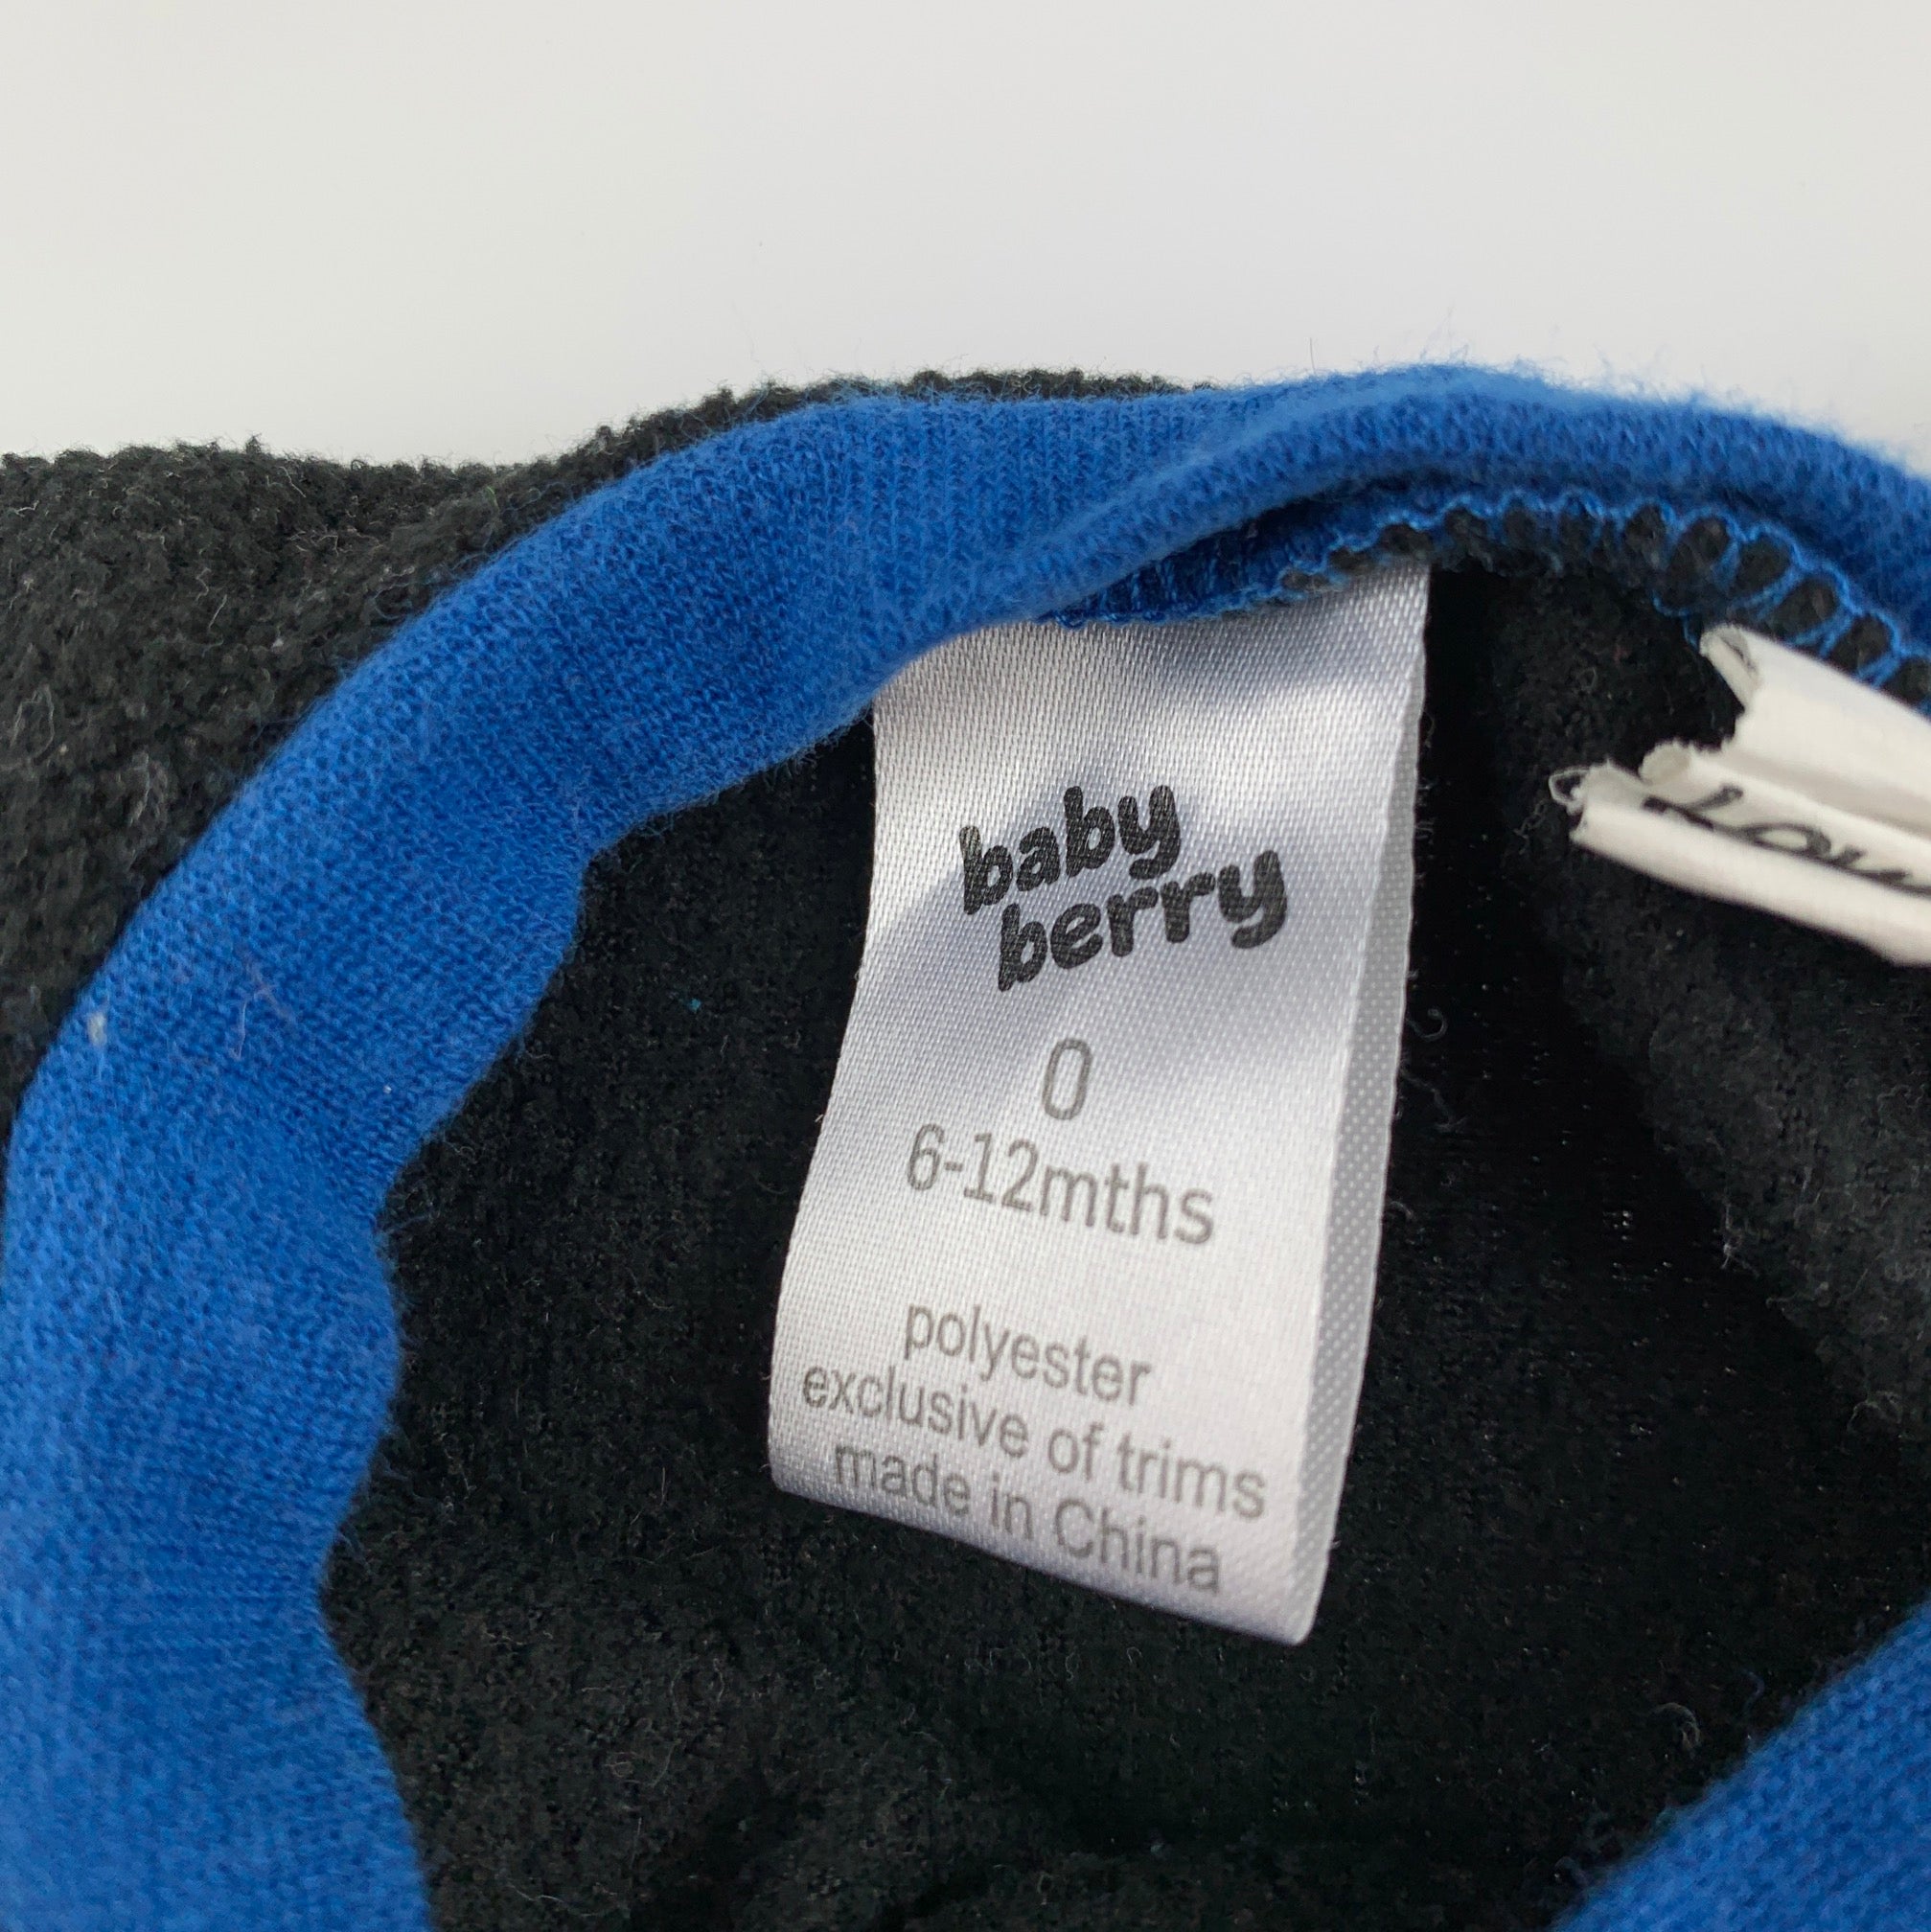 baby
berry
0
6-12mths
polyester
exclusive of trims
made in China